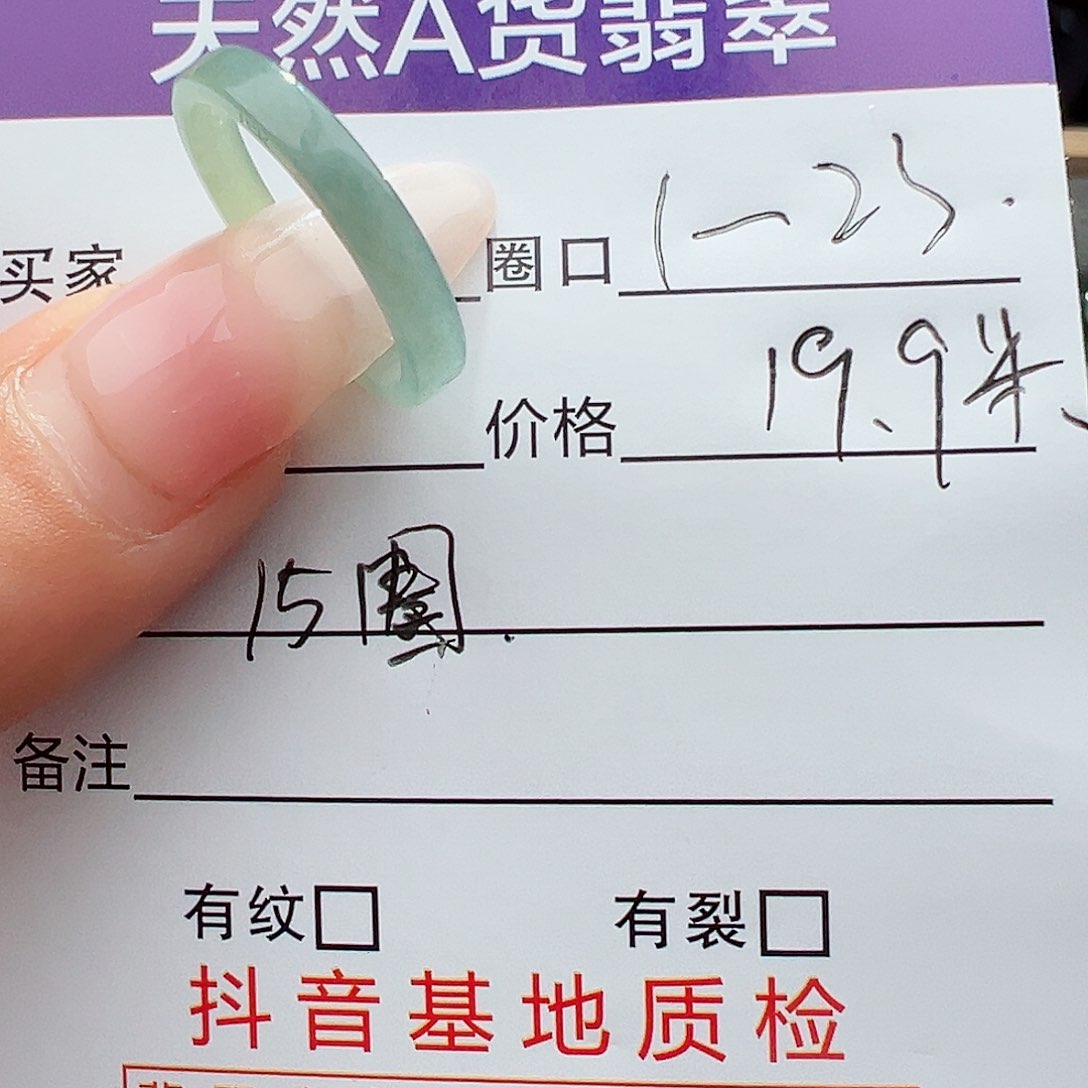 天然A货翡翠
买家 圈口 1-23.
价格 19.9米
15圈.
备注
有纹□ 有裂□
抖音基地质检